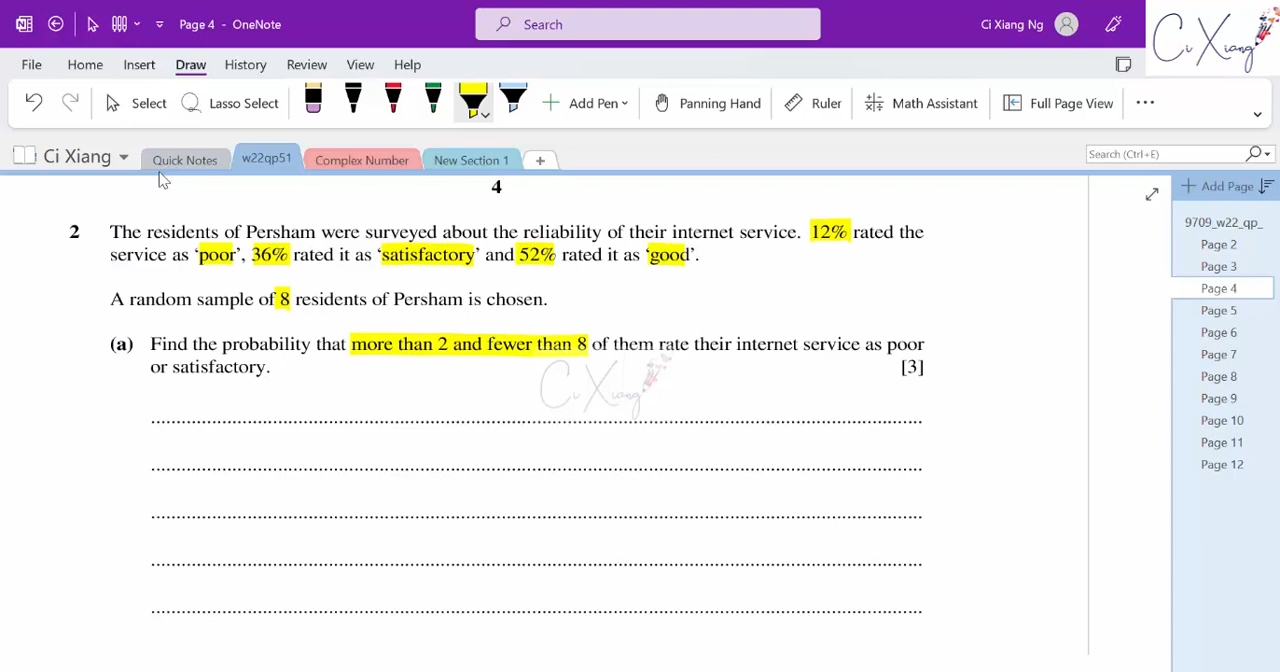 Page 4 - OneNote
Search
Ci Xiang Ng
Ci Xiang
File Home Insert Draw History Review View Help
Select Lasso Select Add Pen Panning Hand Ruler Math Assistant Full Page View
Ci Xiang Quick Notes w22qp51 Complex Number New Section 1 Search (Ctrl+E)
4
Add Page
2 The residents of Persham were surveyed about the reliability of their internet service. 12% rated the
service as ‘poor’, 36% rated it as ‘satisfactory’ and 52% rated it as ‘good’.
A random sample of 8 residents of Persham is chosen.
(a) Find the probability that more than 2 and fewer than 8 of them rate their internet service as poor
or satisfactory. [3]
Ci Xiang
9709_w22_qp_
Page 2
Page 3
Page 4
Page 5
Page 6
Page 7
Page 8
Page 9
Page 10
Page 11
Page 12